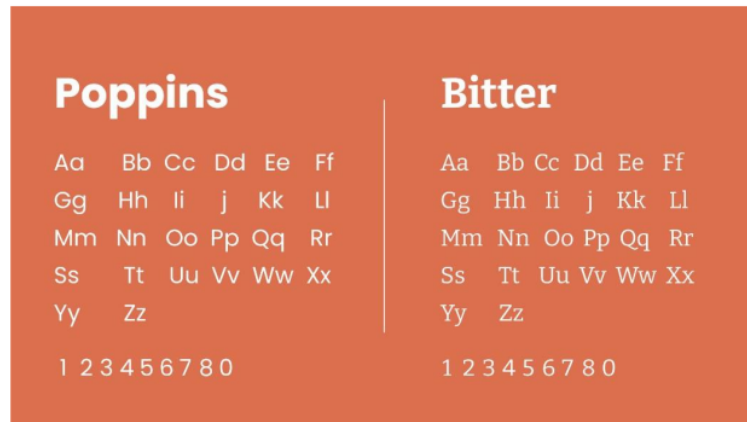 Poppins
Aa Bb Cc Dd Ee Ff
Gg Hh Ii j Kk Ll
Mm Nn Oo Pp Qq Rr
Ss Tt Uu Vv Ww Xx
Yy Zz
1 2 3 4 5 6 7 8 0
Bitter
Aa Bb Cc Dd Ee Ff
Gg Hh Ii j Kk Ll
Mm Nn Oo Pp Qq Rr
Ss Tt Uu Vv Ww Xx
Yy Zz
1 2 3 4 5 6 7 8 0